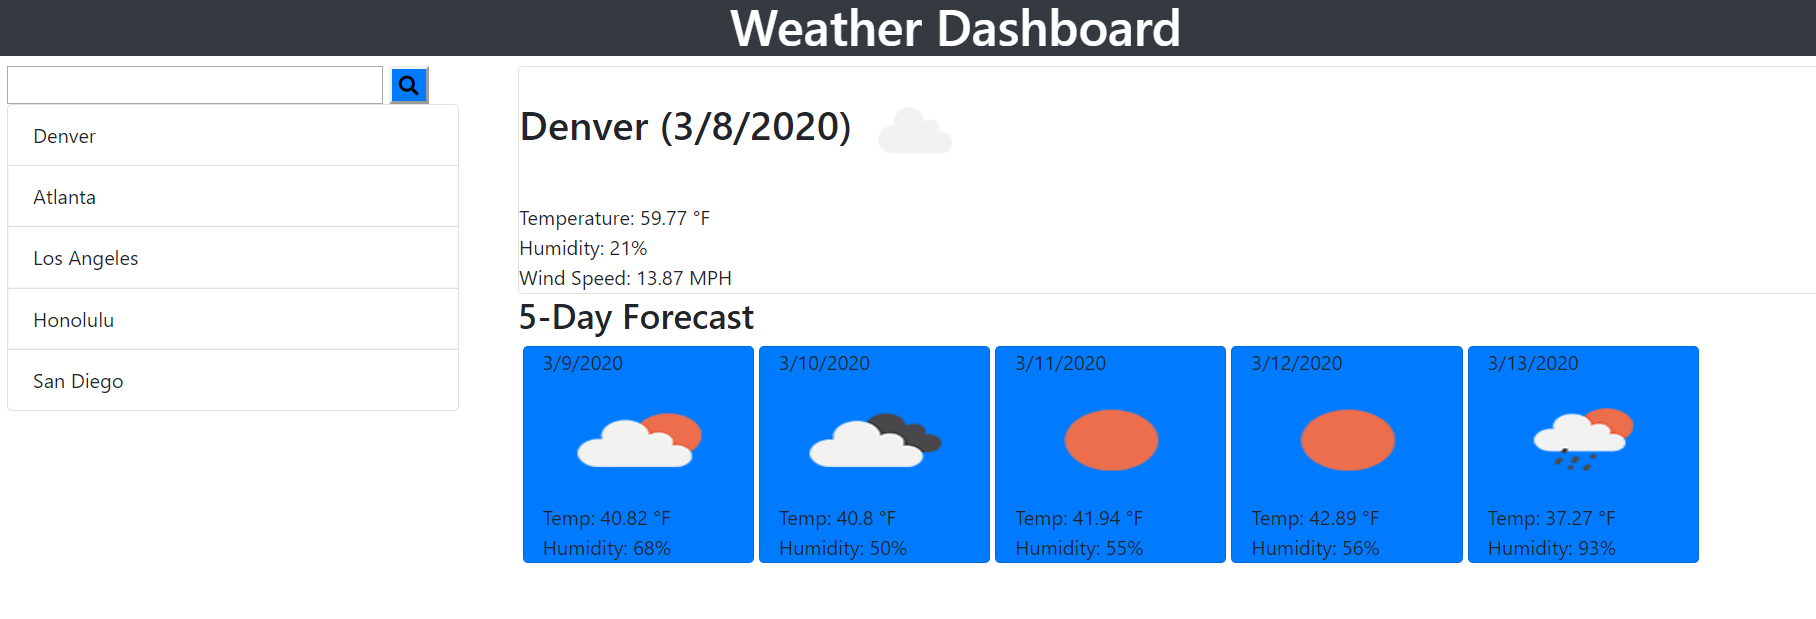 Weather Dashboard
Denver
Atlanta
Los Angeles
Honolulu
San Diego
Denver (3/8/2020)
Temperature: 59.77 °F
Humidity: 21%
Wind Speed: 13.87 MPH
5-Day Forecast
3/9/2020
Temp: 40.82 °F
Humidity: 68%
3/10/2020
Temp: 40.8 °F
Humidity: 50%
3/11/2020
Temp: 41.94 °F
Humidity: 55%
3/12/2020
Temp: 42.89 °F
Humidity: 56%
3/13/2020
Temp: 37.27 °F
Humidity: 93%